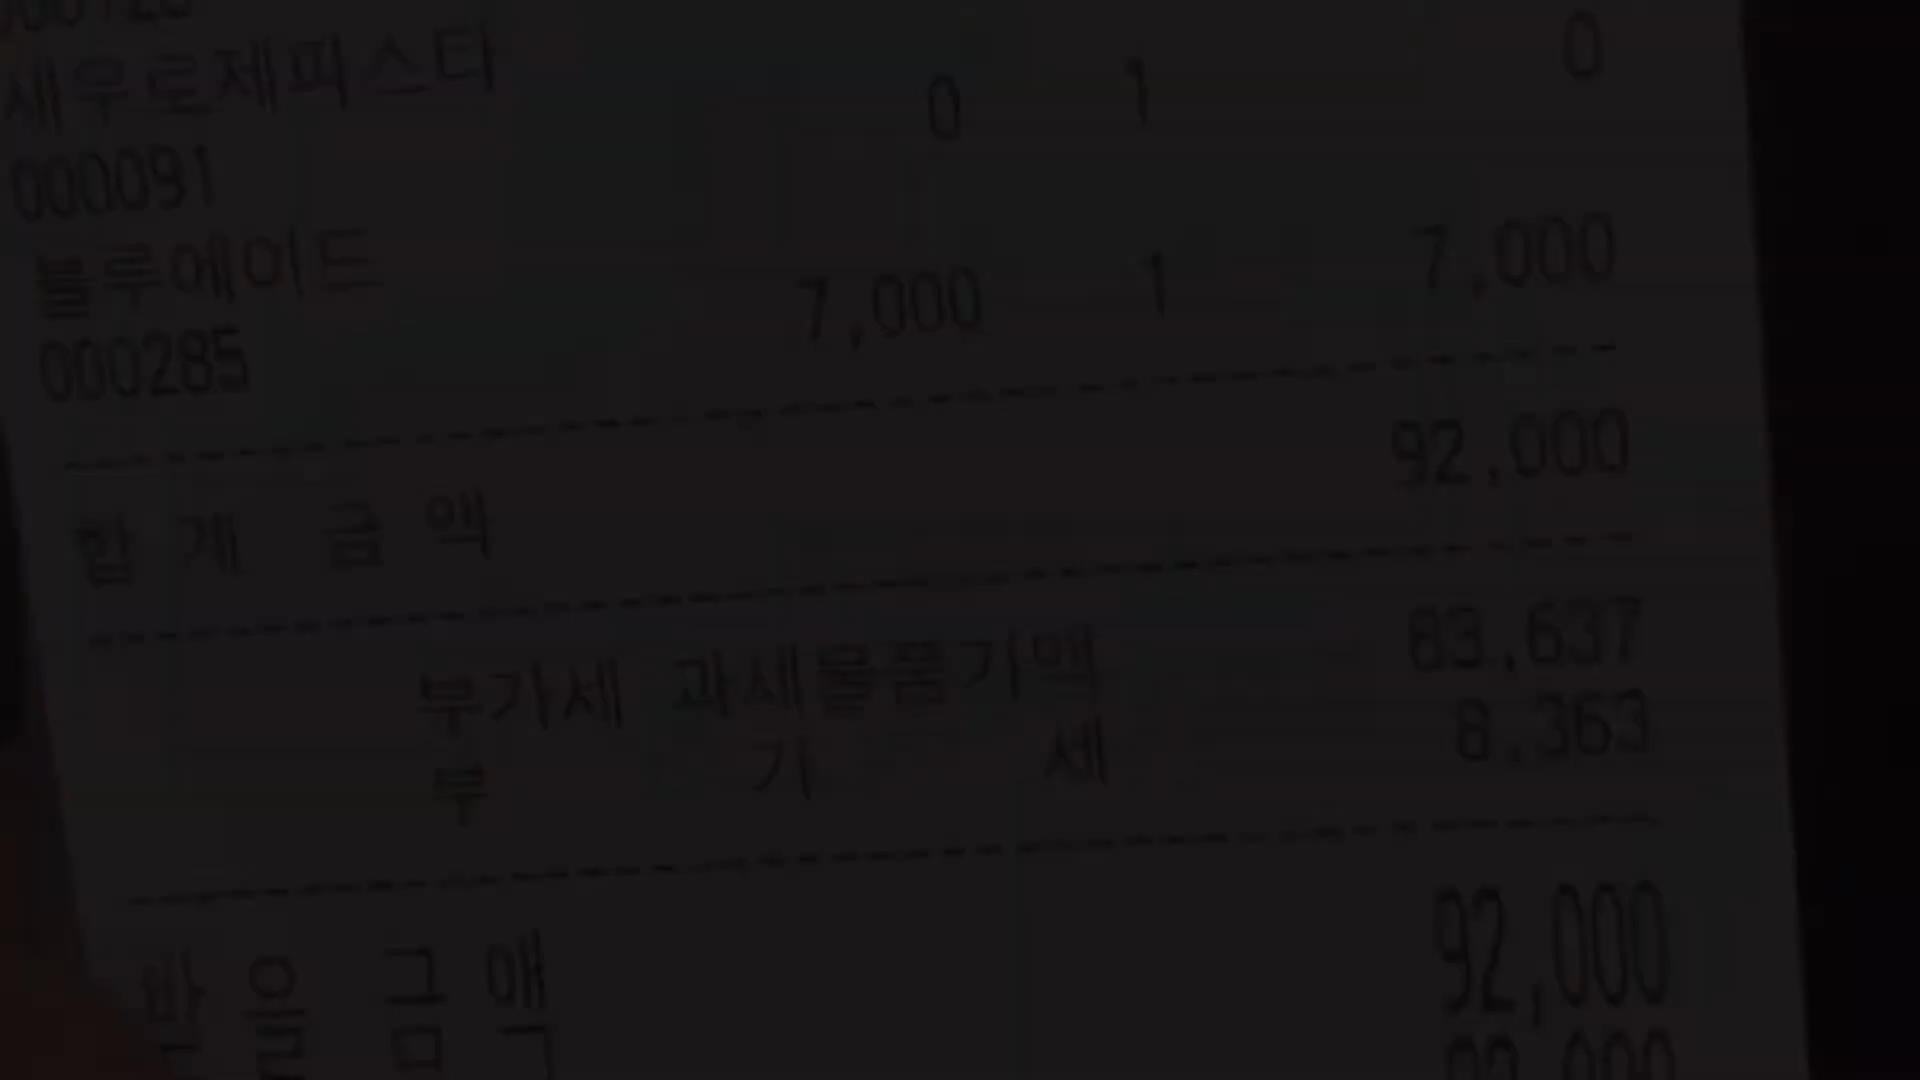 새우로제파스타 0 1 0
000091
블루에이드 7,000 1 7,000
000285
합 계 금 액 92,000
부가세 과세물품가액 83,637
부 가 세 8,363
받 을 금 액 92,000